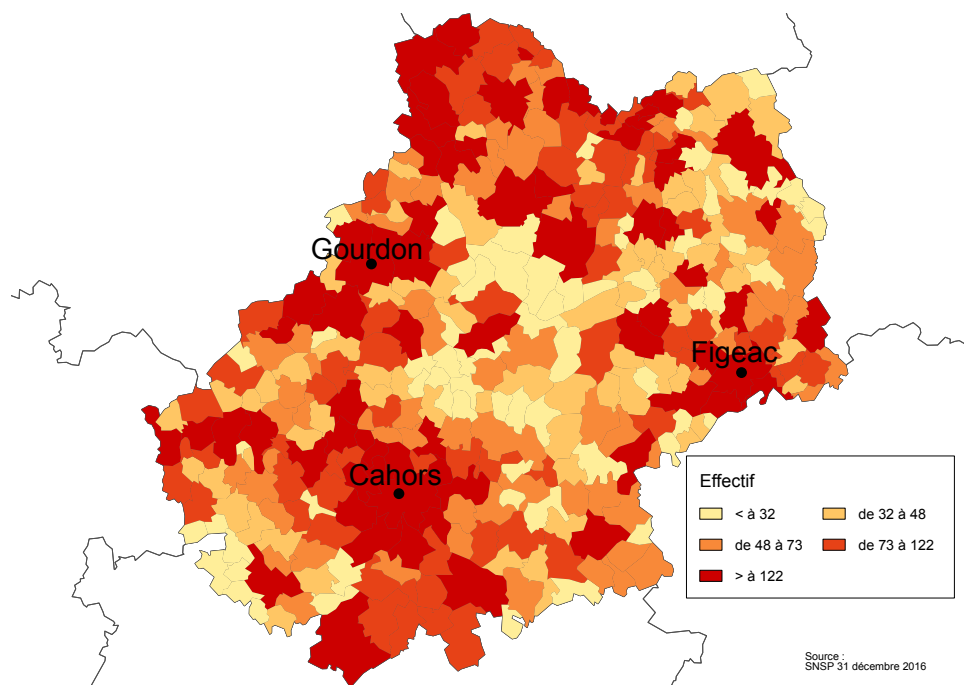 Gourdon
Figeac
Cahors
Effectif
< à 32
de 32 à 48
de 48 à 73
de 73 à 122
> à 122
Source :
SNSP 31 décembre 2016